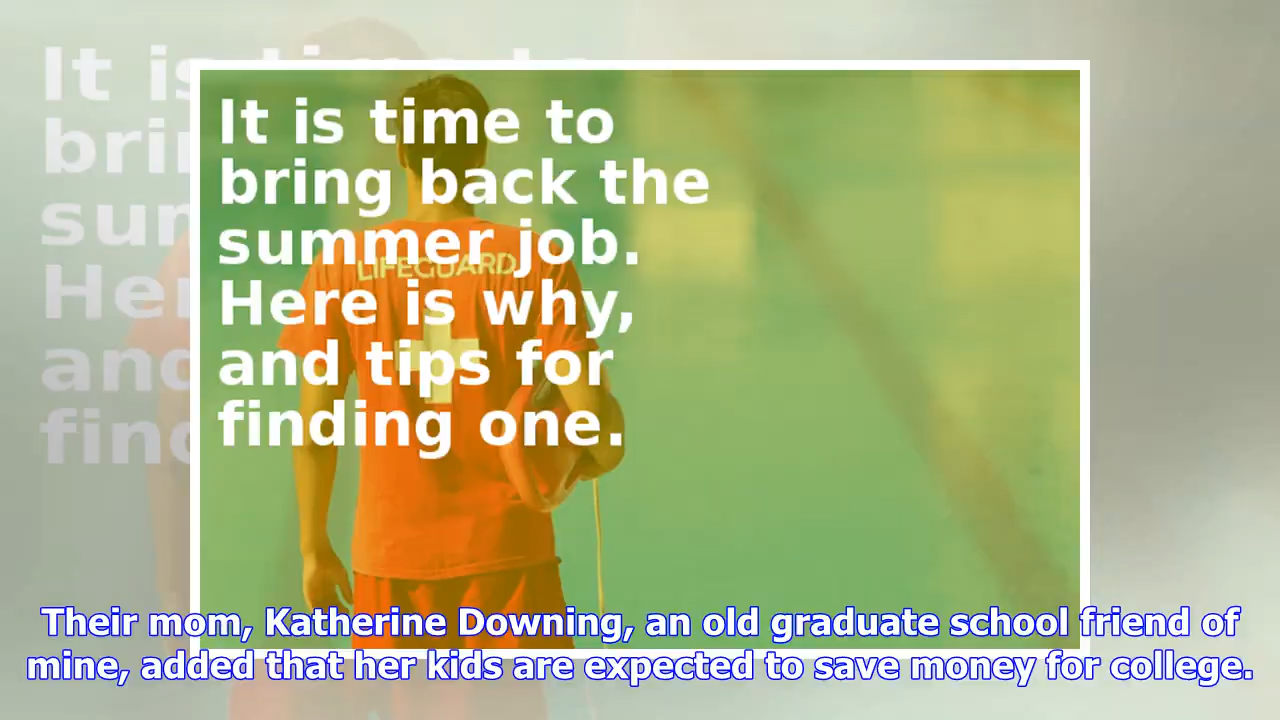 It is time to
bring back the
summer job.
Here is why,
and tips for
finding one.
LIFEGUARD
Their mom, Katherine Downing, an old graduate school friend of
mine, added that her kids are expected to save money for college.